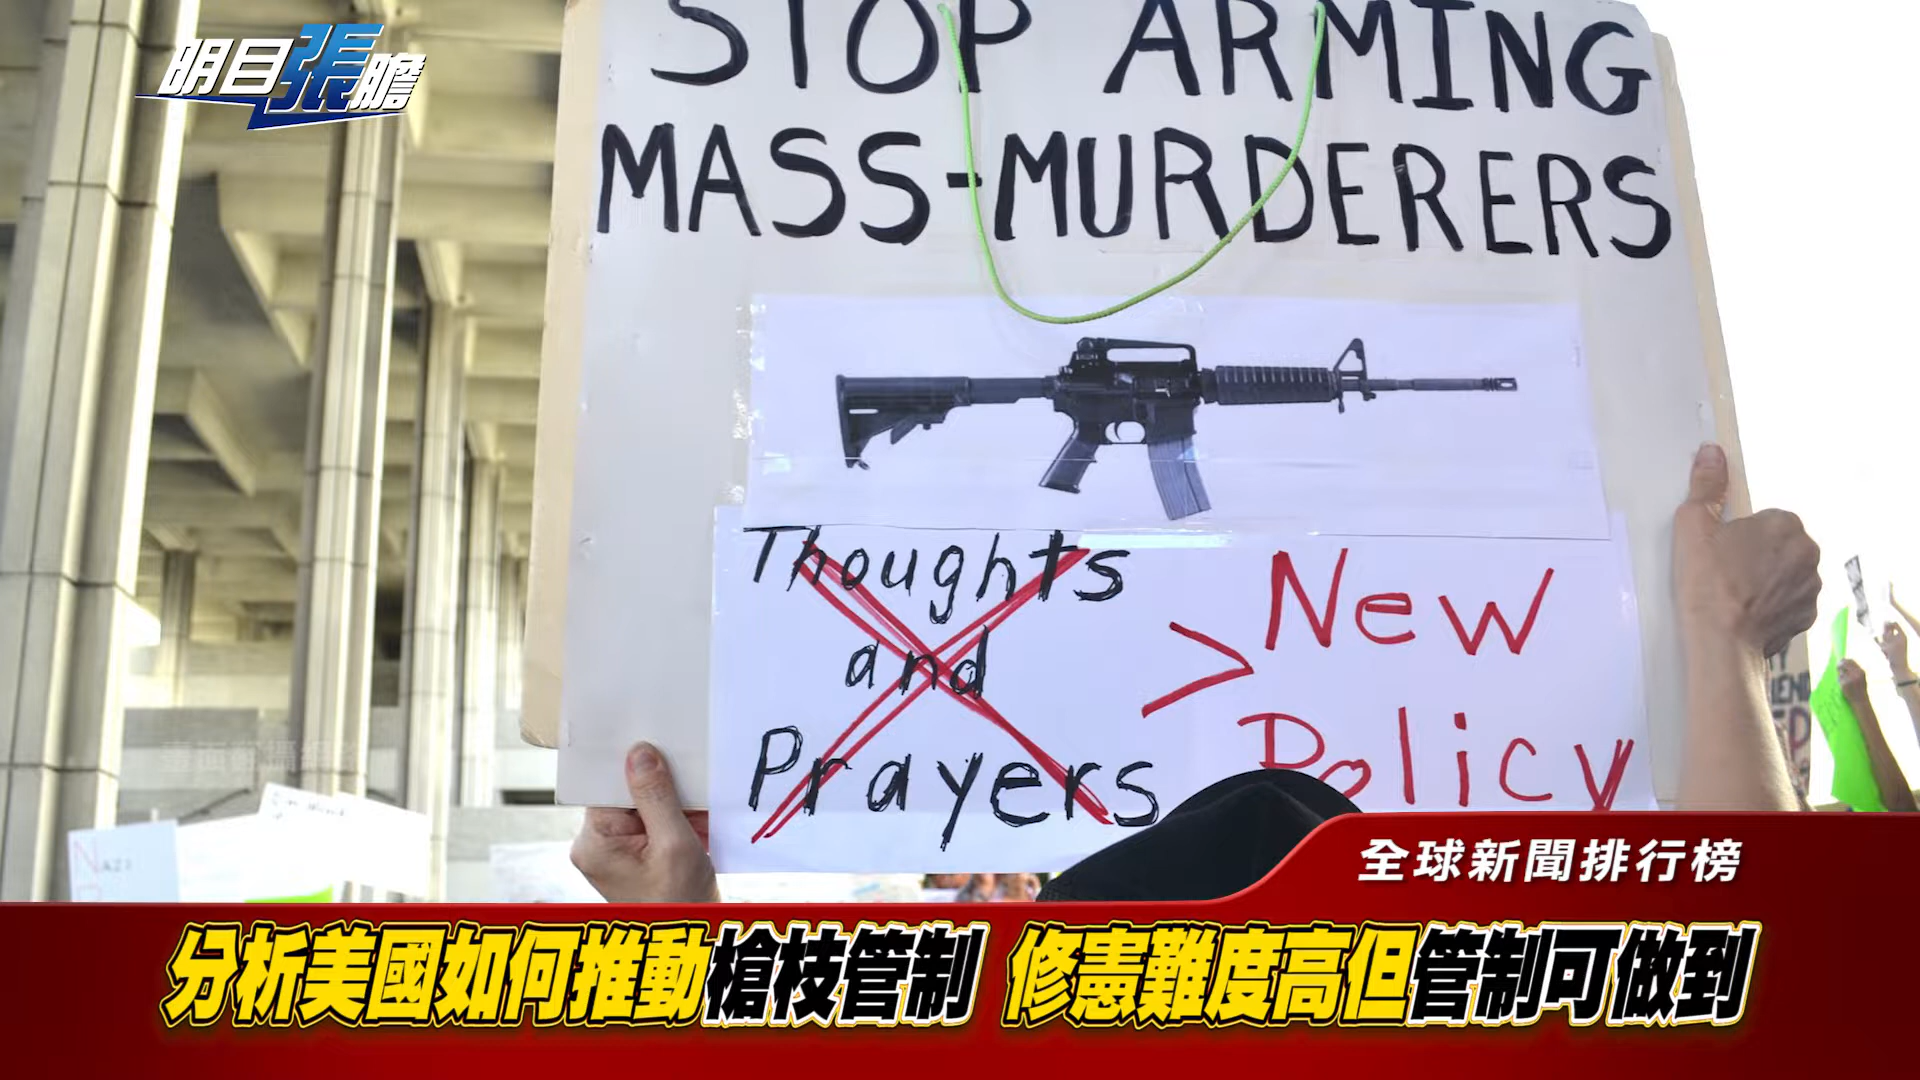 明目張膽
STOP ARMING
MASS-MURDERERS
Thoughts
and
Prayers
> New
Policy
全球新聞排行榜
分析美國如何推動槍枝管制 修憲難度高但管制可做到